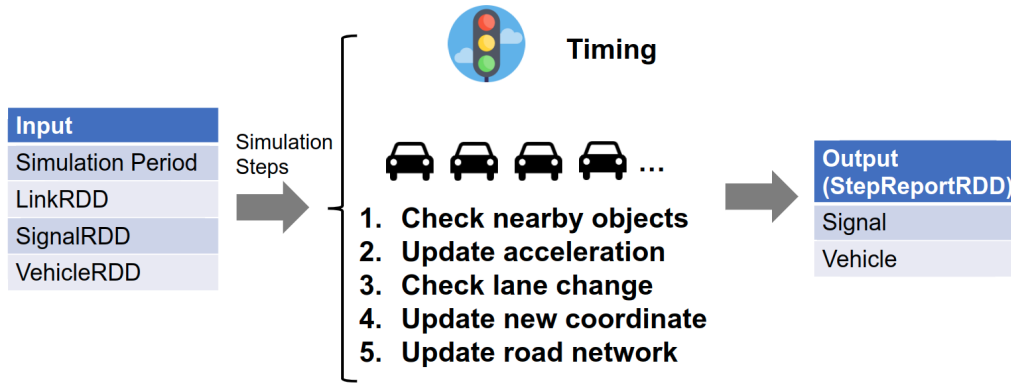 Input
Simulation Period
LinkRDD
SignalRDD
VehicleRDD
Simulation
Steps
Timing
...
1. Check nearby objects
2. Update acceleration
3. Check lane change
4. Update new coordinate
5. Update road network
Output
(StepReportRDD)
Signal
Vehicle